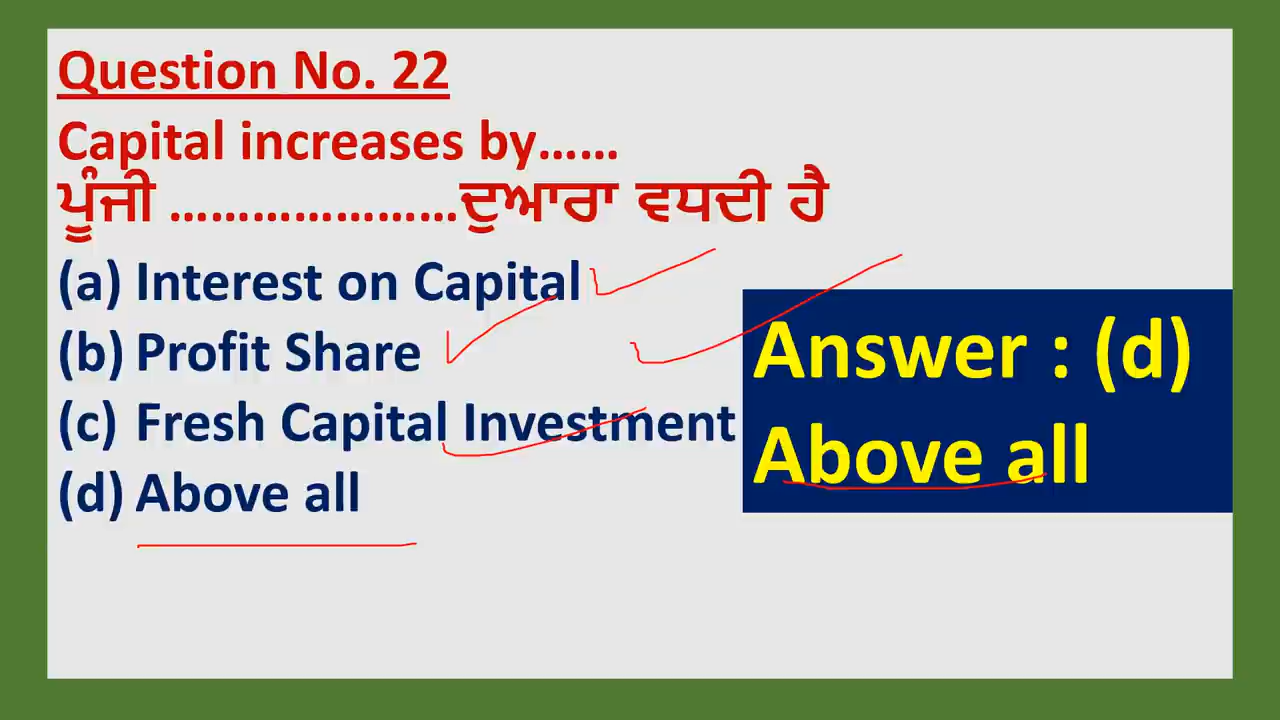 Question No. 22
Capital increases by......
ਪੂੰਜੀ .....................ਦੁਆਰਾ ਵਧਦੀ ਹੈ
(a) Interest on Capital
(b) Profit Share
(c) Fresh Capital Investment
(d) Above all
Answer : (d)
Above all